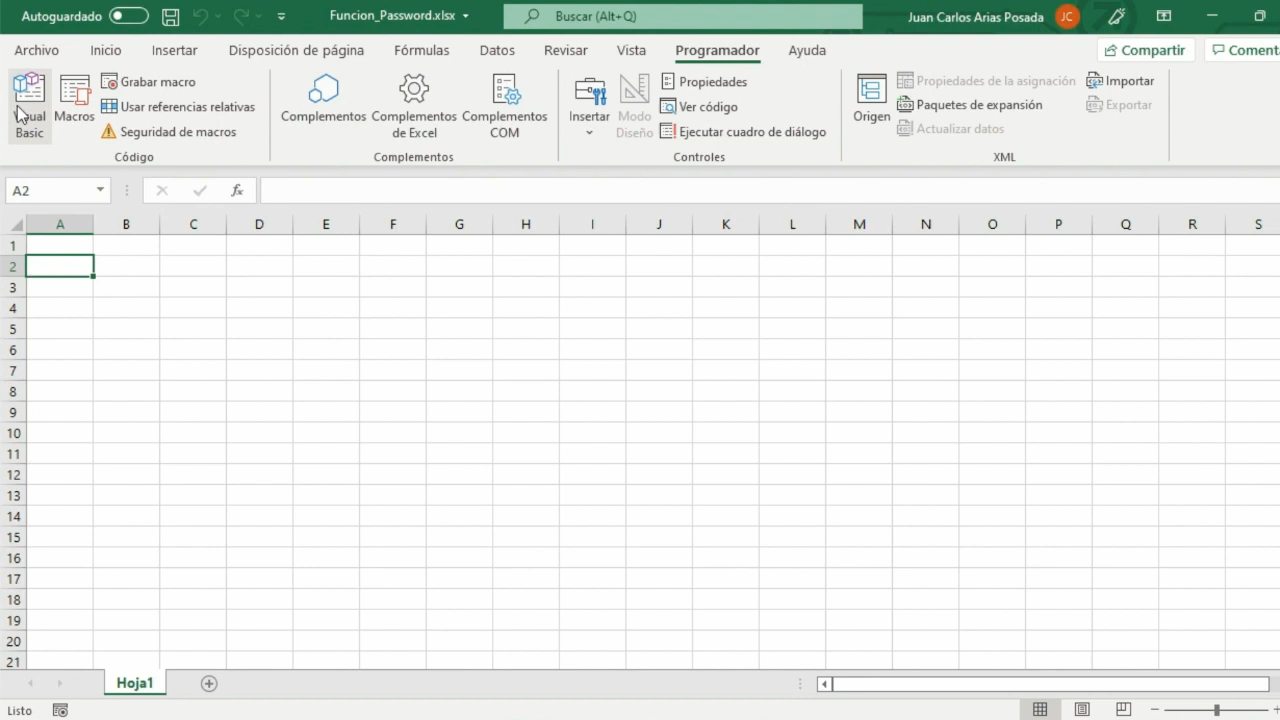 Autoguardado
Funcion_Password.xlsx
Buscar (Alt+Q)
Juan Carlos Arias Posada
JC
Archivo Inicio Insertar Disposición de página Fórmulas Datos Revisar Vista Programador Ayuda
Compartir
Coment
Visual Basic
Macros
Grabar macro
Usar referencias relativas
Seguridad de macros
Código
Complementos
Complementos de Excel
Complementos COM
Complementos
Insertar
Modo Diseño
Propiedades
Ver código
Ejecutar cuadro de diálogo
Controles
Origen
Propiedades de la asignación
Paquetes de expansión
Actualizar datos
Importar
Exportar
XML
A2
fx
A B C D E F G H I J K L M N O P Q R S
1
2
3
4
5
6
7
8
9
10
11
12
13
14
15
16
17
18
19
20
21
Hoja1
Listo